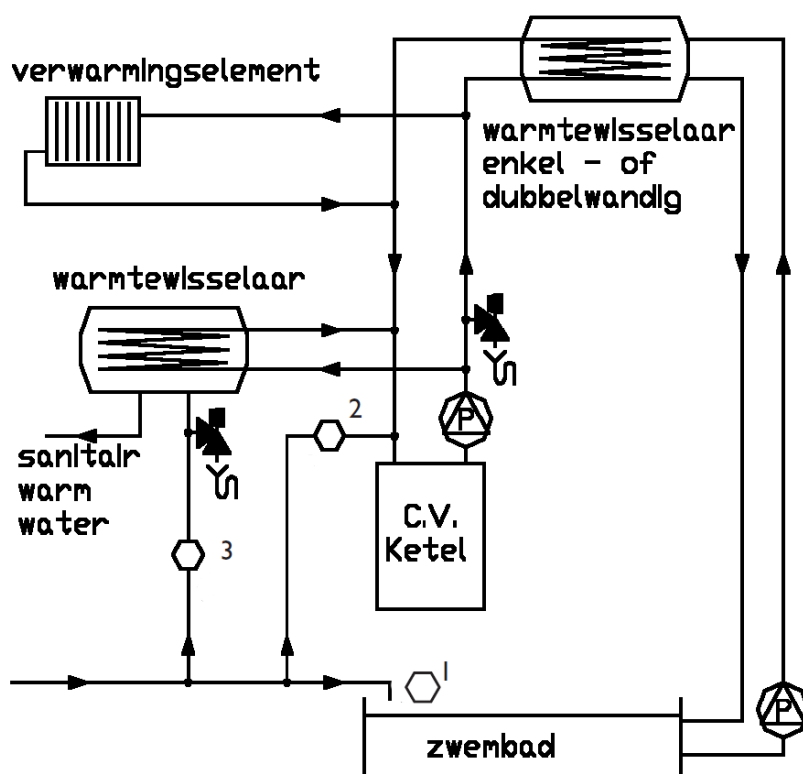 verwarmingselement
warmtewisselaar
enkel - of
dubbelwandig
warmtewisselaar
sanitair
warm
water
2
P
3
C.V.
Ketel
1
P
zwembad